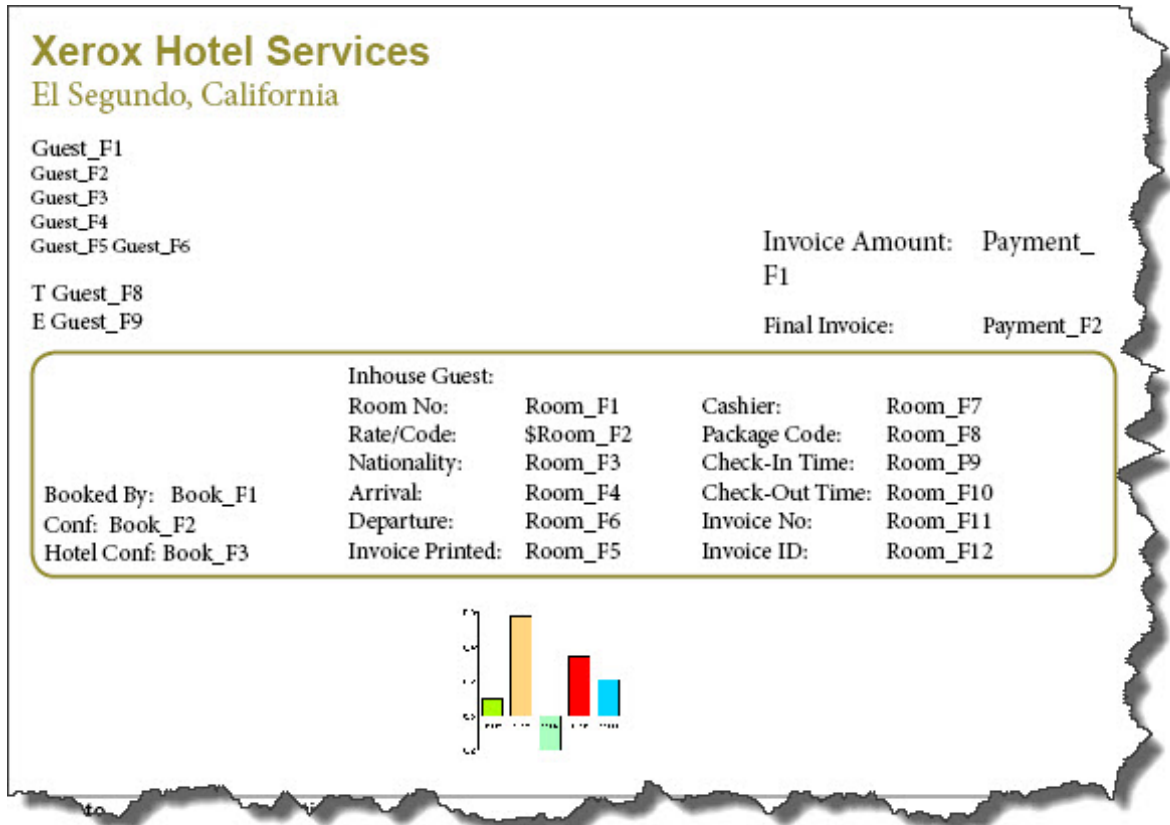 Xerox Hotel Services
El Segundo, California
Guest_F1
Guest_F2
Guest_F3
Guest_F4
Guest_F5 Guest_F6
T Guest_F8
E Guest_F9
Invoice Amount: Payment_
F1
Final Invoice: Payment_F2
Inhouse Guest:
Room No: Room_F1 Cashier: Room_F7
Rate/Code: $Room_F2 Package Code: Room_F8
Nationality: Room_F3 Check-In Time: Room_F9
Booked By: Book_F1 Arrival: Room_F4 Check-Out Time: Room_F10
Conf: Book_F2 Departure: Room_F6 Invoice No: Room_F11
Hotel Conf: Book_F3 Invoice Printed: Room_F5 Invoice ID: Room_F12